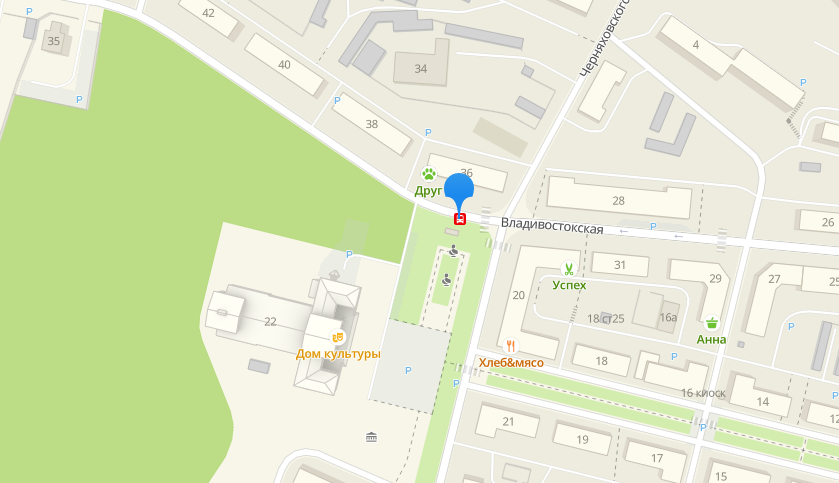 P
42
35
40
34
Черняховского
4
P
P
P
38
P
36
Друг
28
Владивостокская
←
P
←
26
P
31
29
27
25
Успех
20
22
18 ст25
16а
Анна
P
Дом культуры
Хлеб&мясо
18
P
P
P
16 киоск
14
P
12
P
21
19
17
15